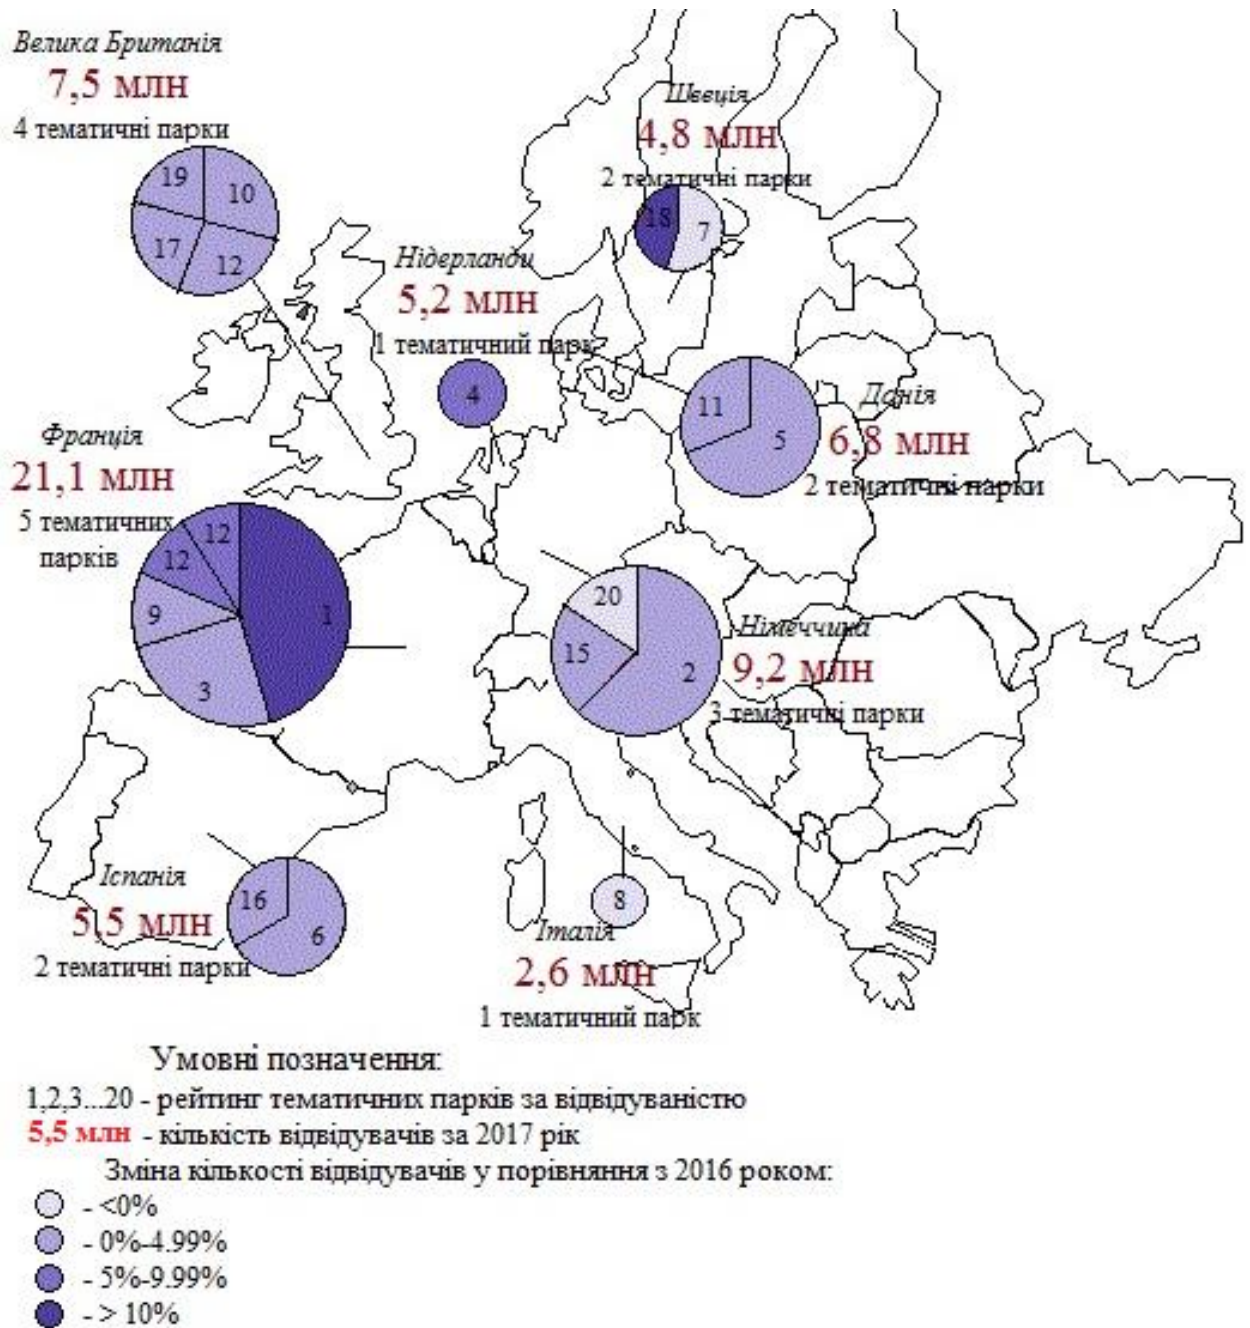 Велика Британія
7,5 млн
4 тематичні парки
19
10
17
12
Швеція
4,8 млн
2 тематичні парки
18
7
Нідерланди
5,2 млн
1 тематичний парк
4
Данія
6,8 млн
2 тематичні парки
11
5
Франція
21,1 млн
5 тематичних
парків
12
12
9
3
1
Німеччина
9,2 млн
3 тематичні парки
20
15
2
Іспанія
5,5 млн
2 тематичні парки
16
6
Італія
2,6 млн
1 тематичний парк
8
Умовні позначення:
1,2,3...20 - рейтинг тематичних парків за відвідуваністю
5,5 млн - кількість відвідувачів за 2017 рік
Зміна кількості відвідувачів у порівняння з 2016 роком:
- <0%
- 0%-4.99%
- 5%-9.99%
- > 10%